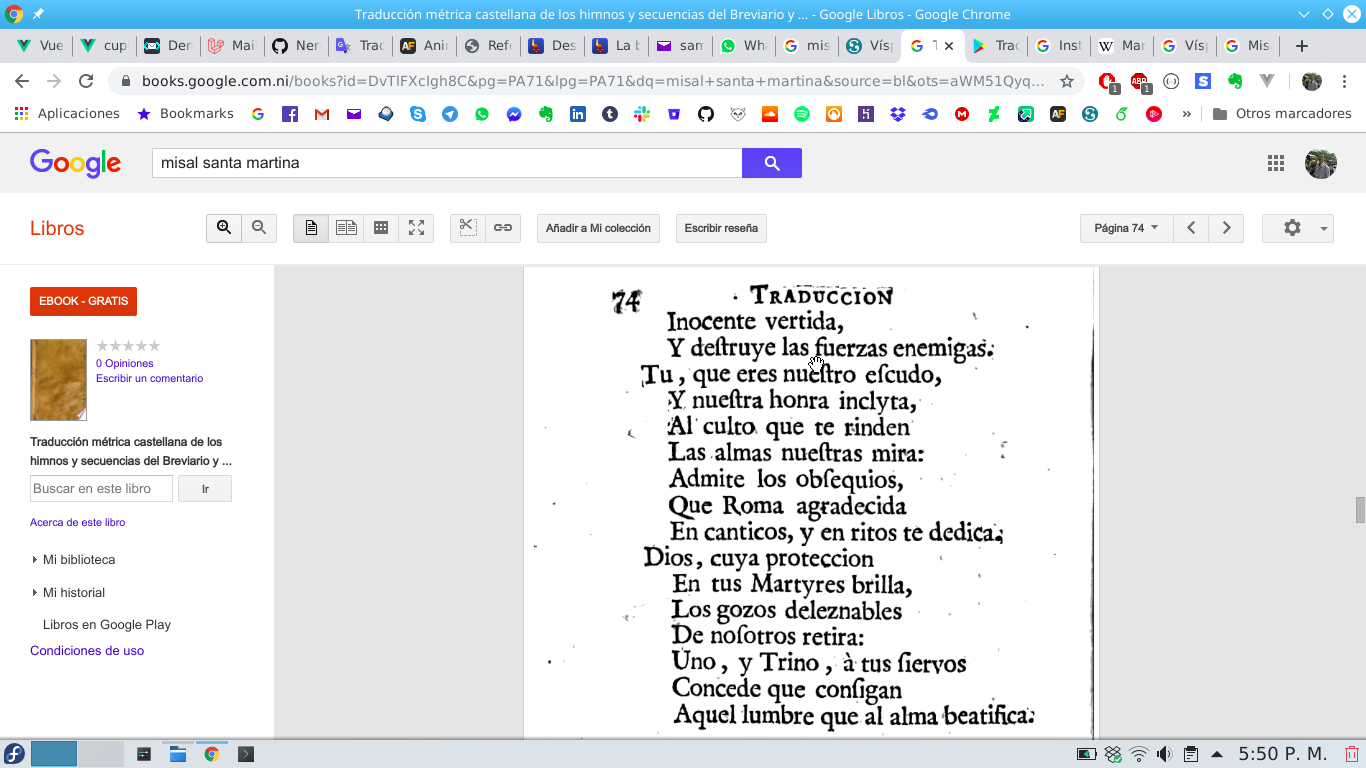 Traducción métrica castellana de los himnos y secuencias del Breviario y ... - Google Libros - Google Chrome
Vue
cup
Den
Mai
Ner
Trac
Ani
Refe
Des
La b
san
Wha
mis
Vísp
T
Trac
Inst
Mar
Vísp
Mis
books.google.com.ni/books?id=DvTIFXcIgh8C&pg=PA71&lpg=PA71&dq=misal+santa+martina&source=bl&ots=aWM51Qyq...
1
ABP
1
Aplicaciones
Bookmarks
»
Otros marcadores
Google
misal santa martina
Libros
Añadir a Mi colección
Escribir reseña
Página 74
EBOOK - GRATIS
0 Opiniones
Escribir un comentario
Traducción métrica castellana de los
himnos y secuencias del Breviario y ...
Buscar en este libro
Ir
Acerca de este libro
Mi biblioteca
Mi historial
Libros en Google Play
Condiciones de uso
74 TRADUCCION
Inocente vertida,
Y deſtruye las fuerzas enemigas.
Tu, que eres nueſtro eſcudo,
Y nueſtra honra inclyta,
Al culto que te rinden
Las almas nueſtras mira:
Admite los obſequios,
Que Roma agradecida
En canticos, y en ritos te dedica.
Dios, cuya proteccion
En tus Martyres brilla,
Los gozos deleznables
De noſotros retira:
Uno, y Trino, à tus ſiervos
Concede que conſigan
Aquel lumbre que al alma beatifica.
5:50 P. M.